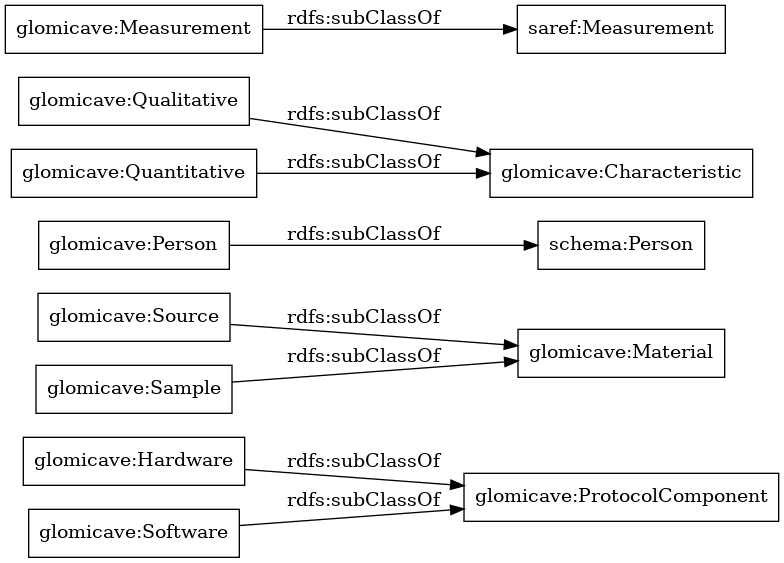 glomicave:Measurement
rdfs:subClassOf
saref:Measurement
glomicave:Qualitative
rdfs:subClassOf
glomicave:Quantitative
rdfs:subClassOf
glomicave:Characteristic
glomicave:Person
rdfs:subClassOf
schema:Person
glomicave:Source
rdfs:subClassOf
glomicave:Sample
rdfs:subClassOf
glomicave:Material
glomicave:Hardware
rdfs:subClassOf
glomicave:Software
rdfs:subClassOf
glomicave:ProtocolComponent